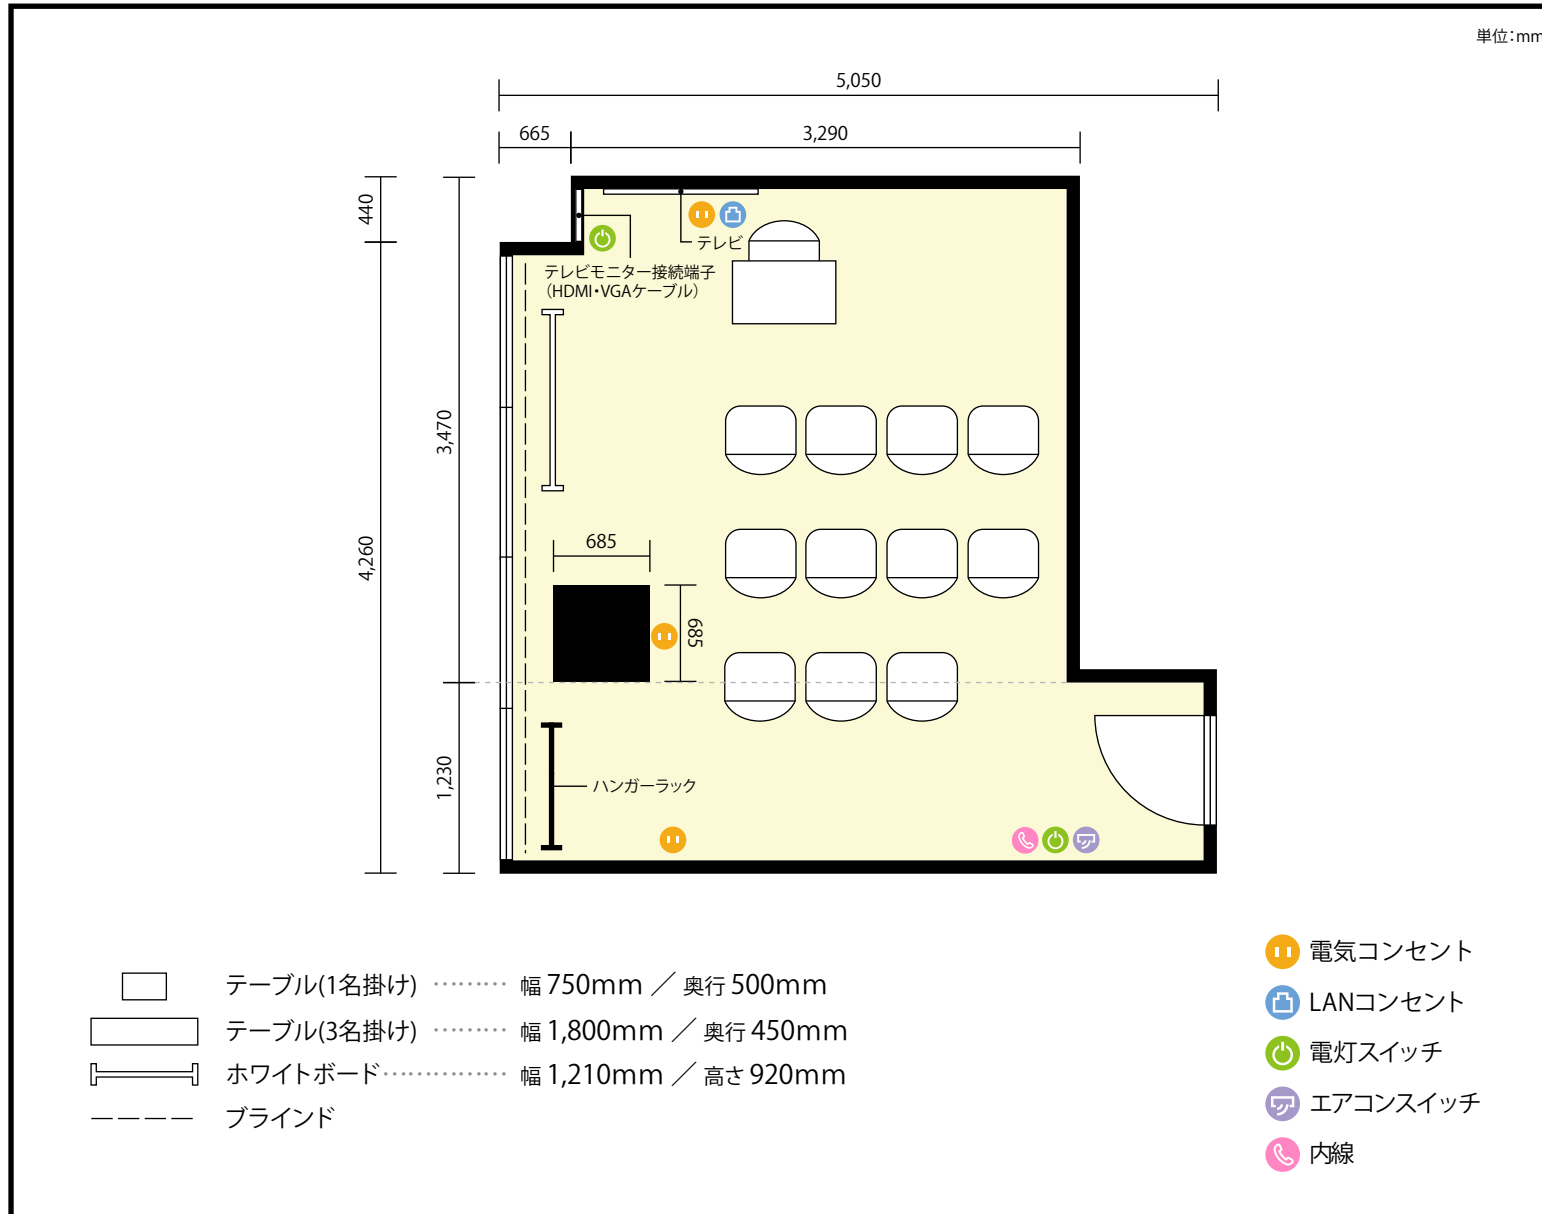 単位:mm
5,050
665
3,290
440
3,470
4,260
1,230
テレビ
テレビモニター接続端子
(HDMI・VGAケーブル)
685
685
ハンガーラック
テーブル(1名掛け) ········· 幅 750mm ／ 奥行 500mm
テーブル(3名掛け) ········· 幅 1,800mm ／ 奥行 450mm
ホワイトボード··············· 幅 1,210mm ／ 高さ 920mm
ブラインド
電気コンセント
LANコンセント
電灯スイッチ
エアコンスイッチ
内線